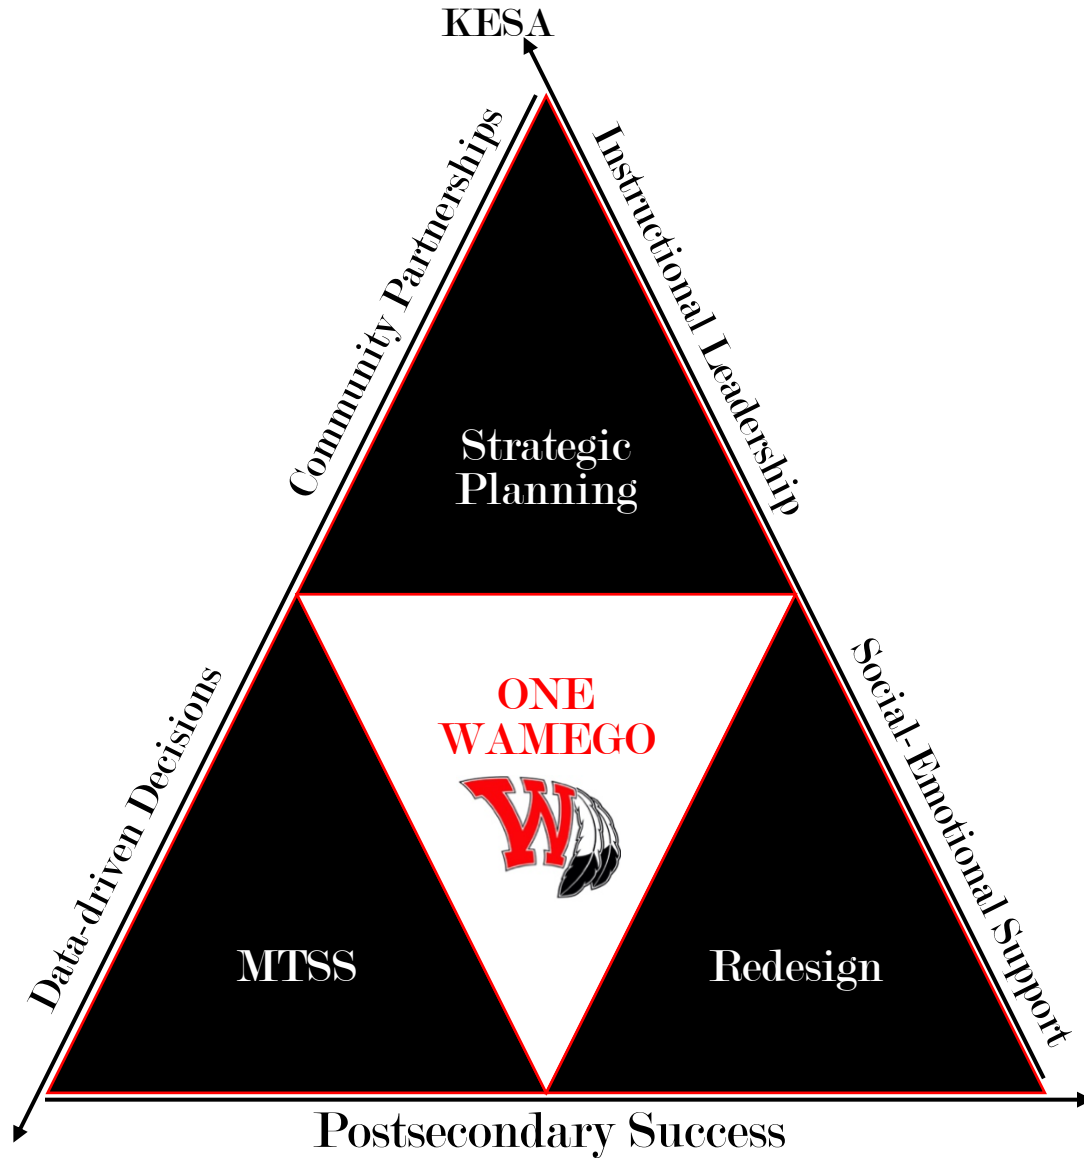 KESA
Community Partnerships
Instructional Leadership
Strategic
Planning
Data-driven Decisions
Social-Emotional Support
ONE
WAMEGO
W
MTSS
Redesign
Postsecondary Success